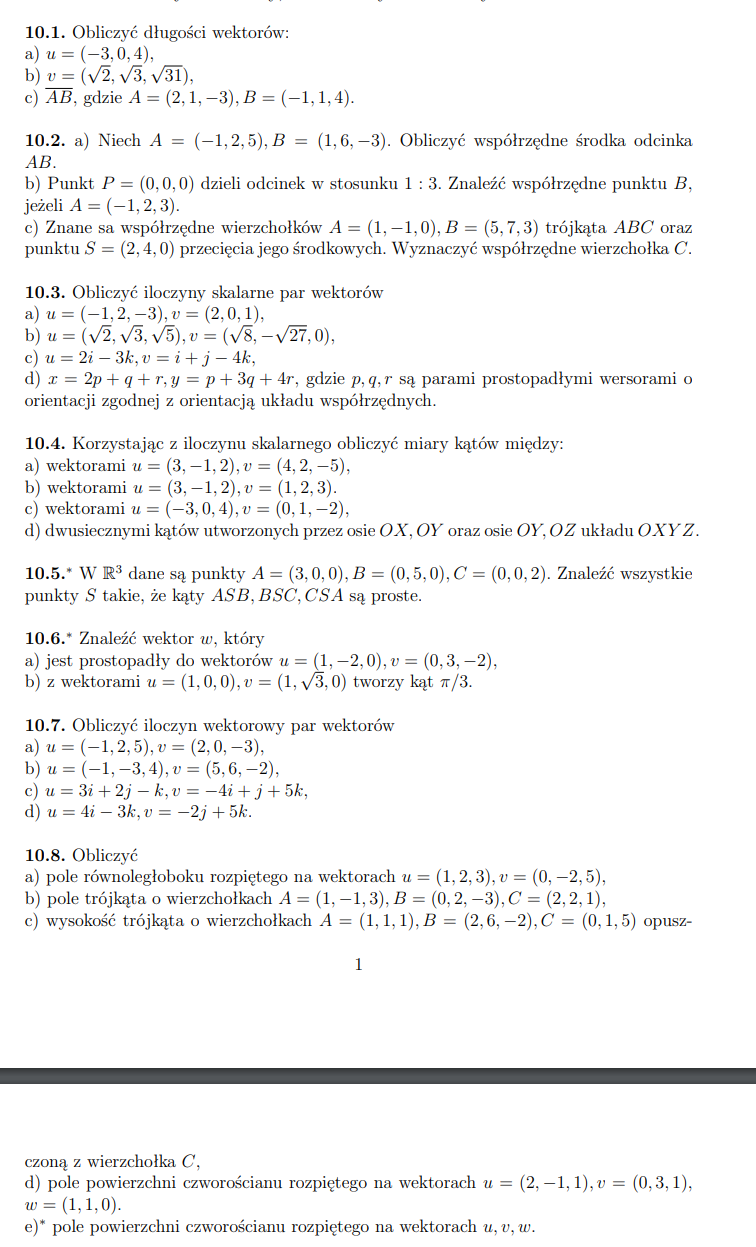 10.1. Obliczyć długości wektorów:
a) u = (−3, 0, 4),
b) v = (√2, √3, √31),
c) A̅B̅, gdzie A = (2, 1, −3), B = (−1, 1, 4).
10.2. a) Niech A = (−1, 2, 5), B = (1, 6, −3). Obliczyć współrzędne środka odcinka
AB.
b) Punkt P = (0, 0, 0) dzieli odcinek w stosunku 1 : 3. Znaleźć współrzędne punktu B,
jeżeli A = (−1, 2, 3).
c) Znane sa współrzędne wierzchołków A = (1, −1, 0), B = (5, 7, 3) trójkąta ABC oraz
punktu S = (2, 4, 0) przecięcia jego środkowych. Wyznaczyć współrzędne wierzchołka C.
10.3. Obliczyć iloczyny skalarne par wektorów
a) u = (−1, 2, −3), v = (2, 0, 1),
b) u = (√2, √3, √5), v = (√8, −√27, 0),
c) u = 2i − 3k, v = i + j − 4k,
d) x = 2p + q + r, y = p + 3q + 4r, gdzie p, q, r są parami prostopadłymi wersorami o
orientacji zgodnej z orientacją układu współrzędnych.
10.4. Korzystając z iloczynu skalarnego obliczyć miary kątów między:
a) wektorami u = (3, −1, 2), v = (4, 2, −5),
b) wektorami u = (3, −1, 2), v = (1, 2, 3).
c) wektorami u = (−3, 0, 4), v = (0, 1, −2),
d) dwusiecznymi kątów utworzonych przez osie OX, OY oraz osie OY, OZ układu OXYZ.
10.5.* W ℝ³ dane są punkty A = (3, 0, 0), B = (0, 5, 0), C = (0, 0, 2). Znaleźć wszystkie
punkty S takie, że kąty ASB, BSC, CSA są proste.
10.6.* Znaleźć wektor w, który
a) jest prostopadły do wektorów u = (1, −2, 0), v = (0, 3, −2),
b) z wektorami u = (1, 0, 0), v = (1, √3, 0) tworzy kąt π/3.
10.7. Obliczyć iloczyn wektorowy par wektorów
a) u = (−1, 2, 5), v = (2, 0, −3),
b) u = (−1, −3, 4), v = (5, 6, −2),
c) u = 3i + 2j − k, v = −4i + j + 5k,
d) u = 4i − 3k, v = −2j + 5k.
10.8. Obliczyć
a) pole równoległoboku rozpiętego na wektorach u = (1, 2, 3), v = (0, −2, 5),
b) pole trójkąta o wierzchołkach A = (1, −1, 3), B = (0, 2, −3), C = (2, 2, 1),
c) wysokość trójkąta o wierzchołkach A = (1, 1, 1), B = (2, 6, −2), C = (0, 1, 5) opusz-
1
czoną z wierzchołka C,
d) pole powierzchni czworościanu rozpiętego na wektorach u = (2, −1, 1), v = (0, 3, 1),
w = (1, 1, 0).
e)* pole powierzchni czworościanu rozpiętego na wektorach u, v, w.